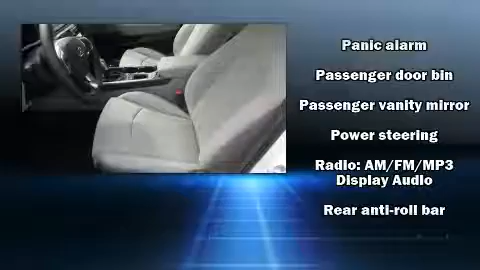 Panic alarm
Passenger door bin
Passenger vanity mirror
Power steering
Radio: AM/FM/MP3
Display Audio
Rear anti-roll bar